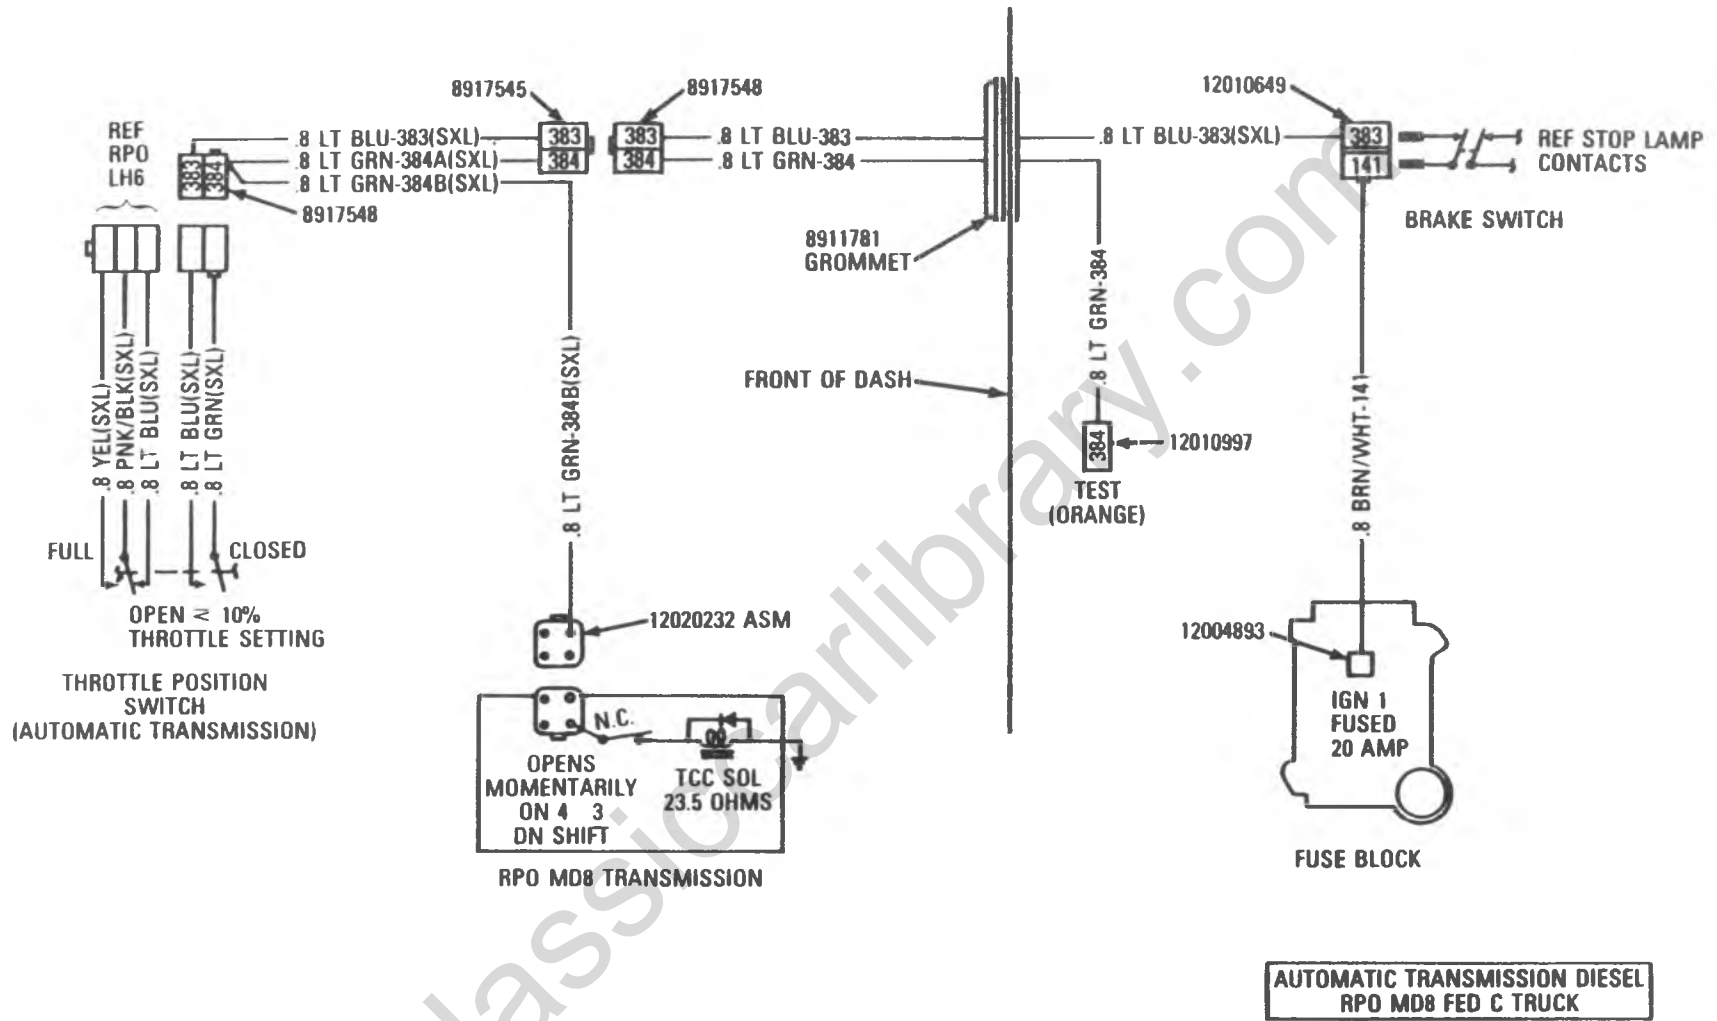 8917545
8917548
12010649
REF
RPO
LH6
.8 LT BLU-383(SXL)
.8 LT GRN-384A(SXL)
.8 LT GRN-384B(SXL)
383
384
383
384
383
384
8917548
.8 LT BLU-383
.8 LT GRN-384
.8 LT BLU-383(SXL)
383
141
REF STOP LAMP
CONTACTS
BRAKE SWITCH
8911781
GROMMET
.8 LT GRN-384
FRONT OF DASH
384
12010997
TEST
(ORANGE)
.8 BRN/WHT-141
.8 YEL(SXL)
.8 PNK/BLK(SXL)
.8 LT BLU(SXL)
.8 LT BLU(SXL)
.8 LT GRN(SXL)
.8 LT GRN-384B(SXL)
FULL
CLOSED
OPEN ≤ 10%
THROTTLE SETTING
THROTTLE POSITION
SWITCH
(AUTOMATIC TRANSMISSION)
12020232 ASM
N.C.
OPENS
MOMENTARILY
ON 4 3
DN SHIFT
TCC SOL
23.5 OHMS
RPO MD8 TRANSMISSION
12004893
IGN 1
FUSED
20 AMP
FUSE BLOCK
AUTOMATIC TRANSMISSION DIESEL
RPO MD8 FED C TRUCK
lassiccarlibrary.com